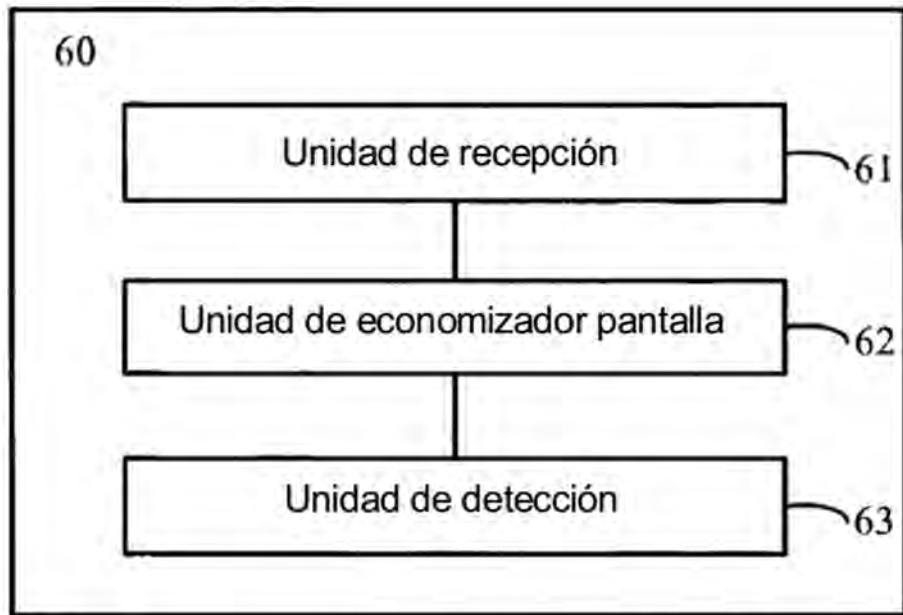 60
Unidad de recepción
61
Unidad de economizador pantalla
62
Unidad de detección
63